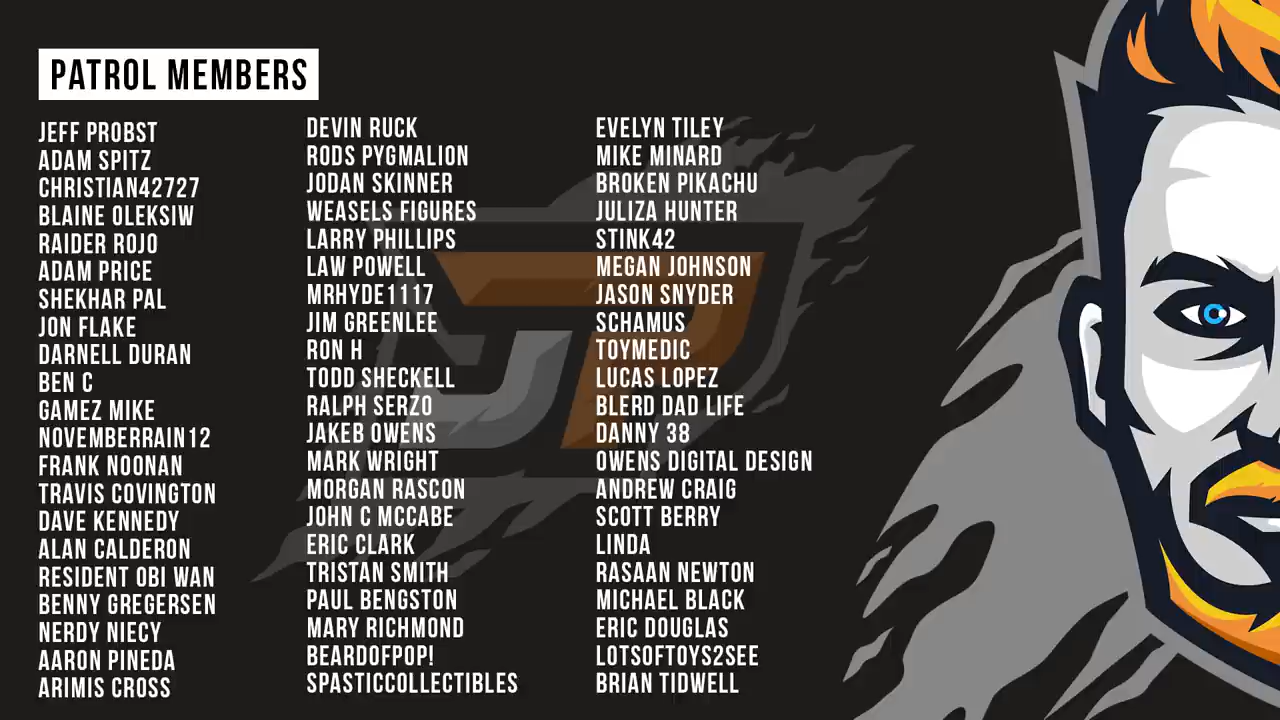 PATROL MEMBERS
JEFF PROBST
ADAM SPITZ
CHRISTIAN42727
BLAINE OLEKSIW
RAIDER ROJO
ADAM PRICE
SHEKHAR PAL
JON FLAKE
DARNELL DURAN
BEN C
GAMEZ MIKE
NOVEMBERRAIN12
FRANK NOONAN
TRAVIS COVINGTON
DAVE KENNEDY
ALAN CALDERON
RESIDENT OBI WAN
BENNY GREGERSEN
NERDY NIECY
AARON PINEDA
ARIMIS CROSS
DEVIN RUCK
RODS PYGMALION
JODAN SKINNER
WEASELS FIGURES
LARRY PHILLIPS
LAW POWELL
MRHYDE1117
JIM GREENLEE
RON H
TODD SHECKELL
RALPH SERZO
JAKEB OWENS
MARK WRIGHT
MORGAN RASCON
JOHN C MCCABE
ERIC CLARK
TRISTAN SMITH
PAUL BENGSTON
MARY RICHMOND
BEARDOFPOP!
SPASTICCOLLECTIBLES
EVELYN TILEY
MIKE MINARD
BROKEN PIKACHU
JULIZA HUNTER
STINK42
MEGAN JOHNSON
JASON SNYDER
SCHAMUS
TOYMEDIC
LUCAS LOPEZ
BLERD DAD LIFE
DANNY 38
OWENS DIGITAL DESIGN
ANDREW CRAIG
SCOTT BERRY
LINDA
RASAAN NEWTON
MICHAEL BLACK
ERIC DOUGLAS
LOTSOFTOYS2SEE
BRIAN TIDWELL
JP